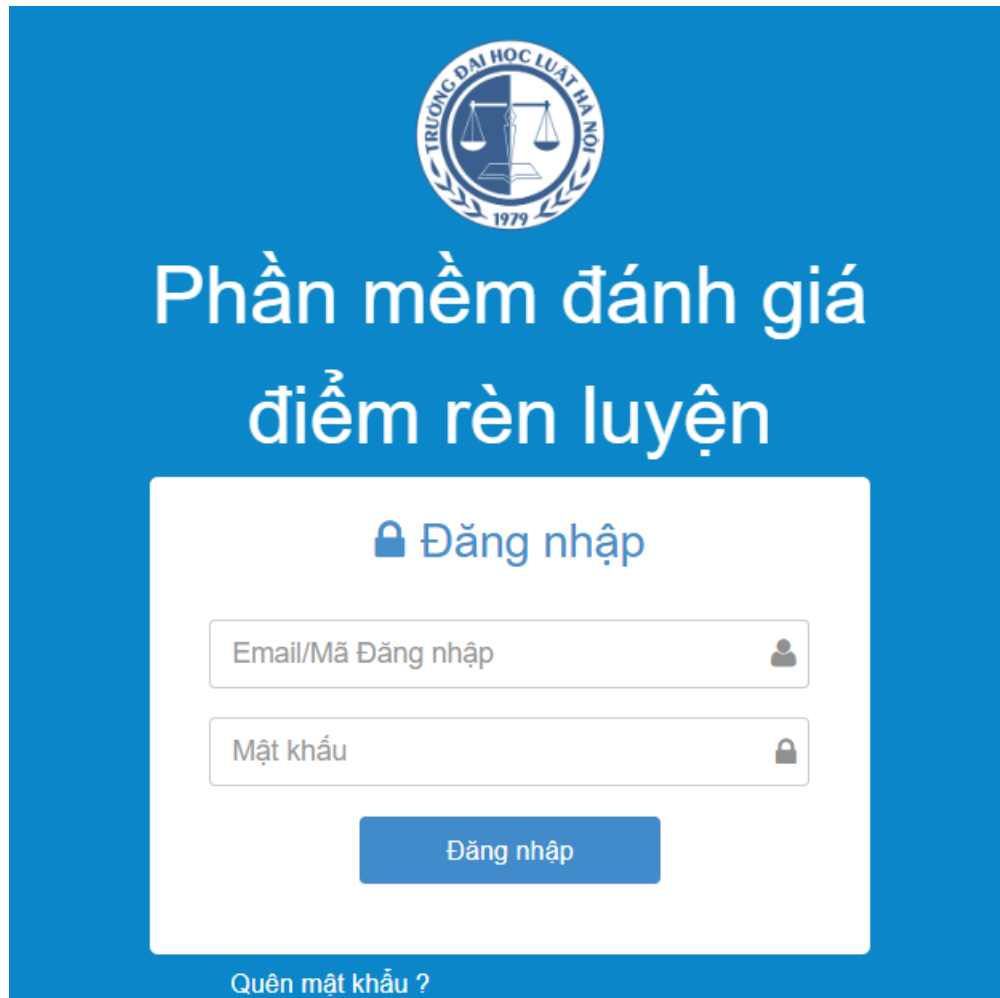 TRƯỜNG ĐẠI HỌC LUẬT HÀ NỘI
1979
Phần mềm đánh giá
điểm rèn luyện
Đăng nhập
Email/Mã Đăng nhập
Mật khẩu
Đăng nhập
Quên mật khẩu ?